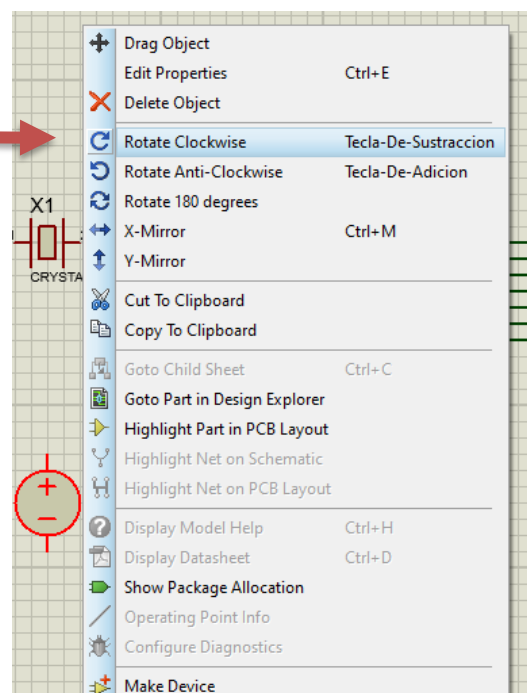 Drag Object
Edit Properties Ctrl+E
Delete Object
Rotate Clockwise Tecla-De-Sustraccion
Rotate Anti-Clockwise Tecla-De-Adicion
Rotate 180 degrees
X1
X-Mirror Ctrl+M
Y-Mirror
CRYSTA
Cut To Clipboard
Copy To Clipboard
Goto Child Sheet Ctrl+C
Goto Part in Design Explorer
Highlight Part in PCB Layout
Highlight Net on Schematic
Highlight Net on PCB Layout
Display Model Help Ctrl+H
Display Datasheet Ctrl+D
Show Package Allocation
Operating Point Info
Configure Diagnostics
Make Device